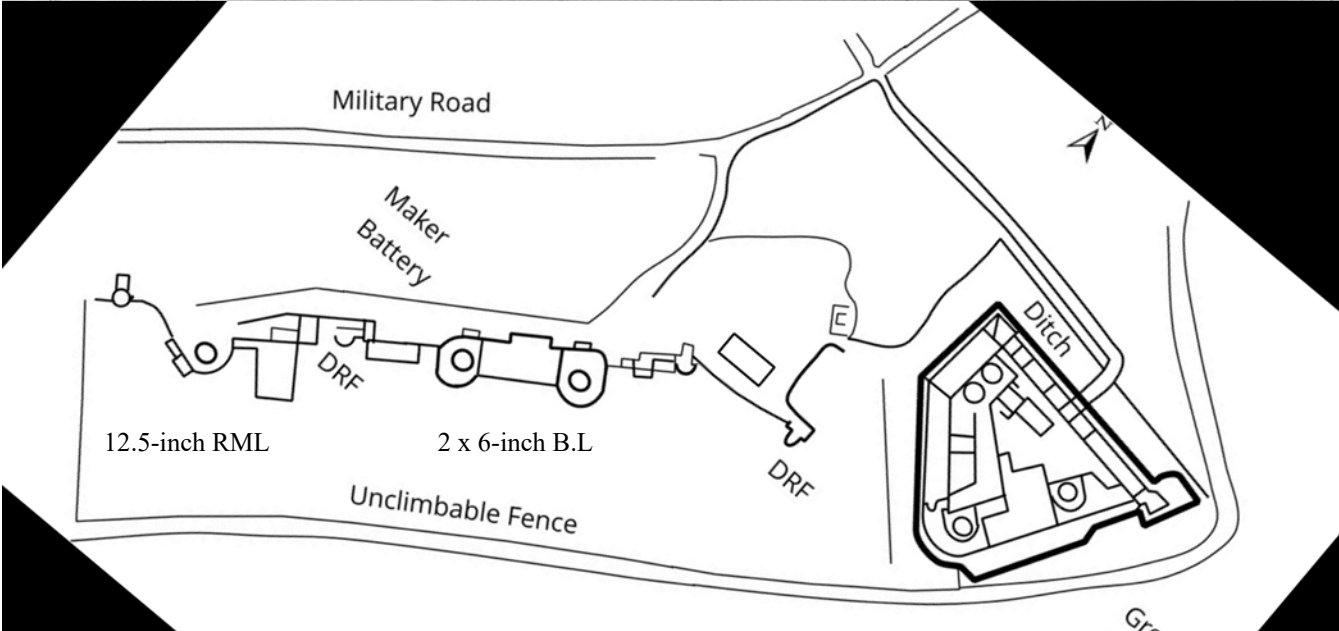 Military Road
N
Maker
Battery
E
Ditch
DRF
12.5-inch RML
2 x 6-inch B.L
DRF
Unclimbable Fence